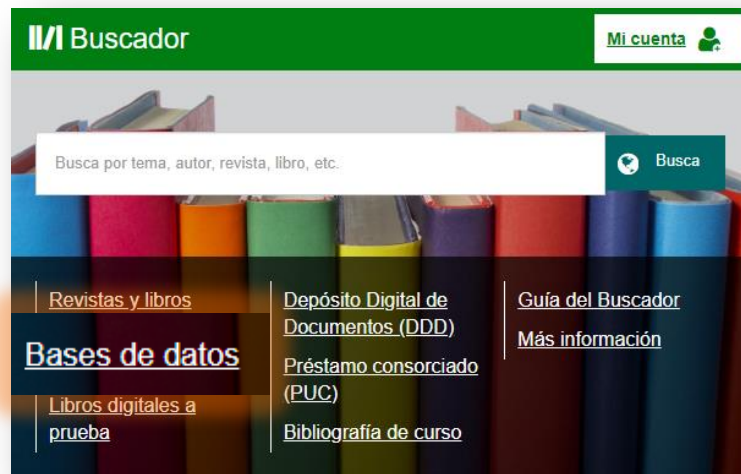 Buscador
Mi cuenta
Busca por tema, autor, revista, libro, etc.
Busca
Revistas y libros
Bases de datos
Libros digitales a
prueba
Depósito Digital de
Documentos (DDD)
Préstamo consorciado
(PUC)
Bibliografía de curso
Guía del Buscador
Más información